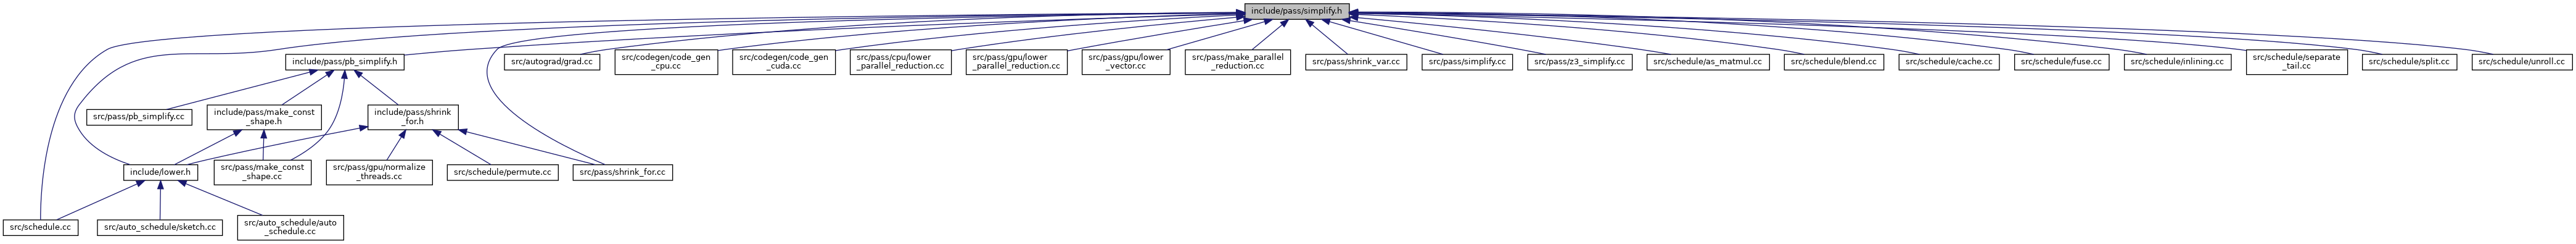 include/pass/simplify.h
include/pass/pb_simplify.h
src/autograd/grad.cc
src/codegen/code_gen
_cpu.cc
src/codegen/code_gen
_cuda.cc
src/pass/cpu/lower
_parallel_reduction.cc
src/pass/gpu/lower
_parallel_reduction.cc
src/pass/gpu/lower
_vector.cc
src/pass/make_parallel
_reduction.cc
src/pass/shrink_var.cc
src/pass/simplify.cc
src/pass/z3_simplify.cc
src/schedule/as_matmul.cc
src/schedule/blend.cc
src/schedule/cache.cc
src/schedule/fuse.cc
src/schedule/inlining.cc
src/schedule/separate
_tail.cc
src/schedule/split.cc
src/schedule/unroll.cc
src/pass/pb_simplify.cc
include/pass/make_const
_shape.h
include/pass/shrink
_for.h
include/lower.h
src/pass/make_const
_shape.cc
src/pass/gpu/normalize
_threads.cc
src/schedule/permute.cc
src/pass/shrink_for.cc
src/schedule.cc
src/auto_schedule/sketch.cc
src/auto_schedule/auto
_schedule.cc